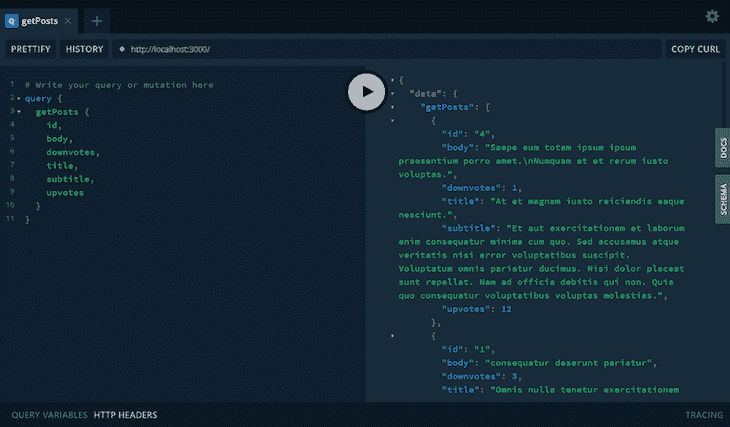 getPosts
PRETTIFY HISTORY http://localhost:3000/ COPY CURL
1 # Write your query or mutation here
2 query {
3 getPosts {
4 id,
5 body,
6 downvotes,
7 title,
8 subtitle,
9 upvotes
10 }
11 }
{
"data": {
"getPosts": [
{
"id": "4",
"body": "Saepe eum totam ipsum ipsum
praesentium porro amet.\nNumquam at et rerum iusto
voluptas.",
"downvotes": 1,
"title": "At et magnam iusto reiciendis eaque
nesciunt.",
"subtitle": "Et aut exercitationem et laborum
enim consequatur minima cum quo. Sed accusamus atque
veritatis nisi error voluptatibus suscipit.
Voluptatum omnis pariatur ducimus. Nisi dolor placeat
sunt repellat. Nam ad officia debitis qui non. Quia
quo consequatur voluptatibus voluptas molestias.",
"upvotes": 12
},
{
"id": "1",
"body": "consequatur deserunt pariatur",
"downvotes": 3,
"title": "Omnis nulla tenetur exercitationem
DOCS
SCHEMA
QUERY VARIABLES HTTP HEADERS TRACING